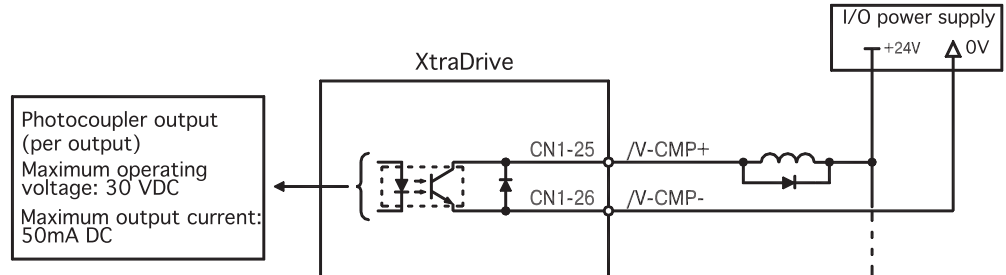 I/O power supply
+24V
0V
XtraDrive
Photocoupler output
(per output)
Maximum operating
voltage: 30 VDC
Maximum output current:
50mA DC
CN1-25
/V-CMP+
CN1-26
/V-CMP-